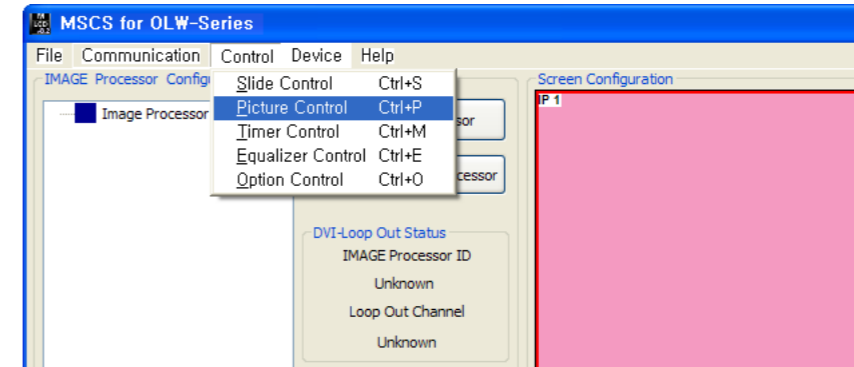 MSCS for OLW-Series
File Communication Control Device Help
IMAGE Processor Config
Image Processor
Slide Control Ctrl+S
Picture Control Ctrl+P
Timer Control Ctrl+M
Equalizer Control Ctrl+E
Option Control Ctrl+O
sor
cessor
DVI-Loop Out Status
IMAGE Processor ID
Unknown
Loop Out Channel
Unknown
Screen Configuration
IP 1